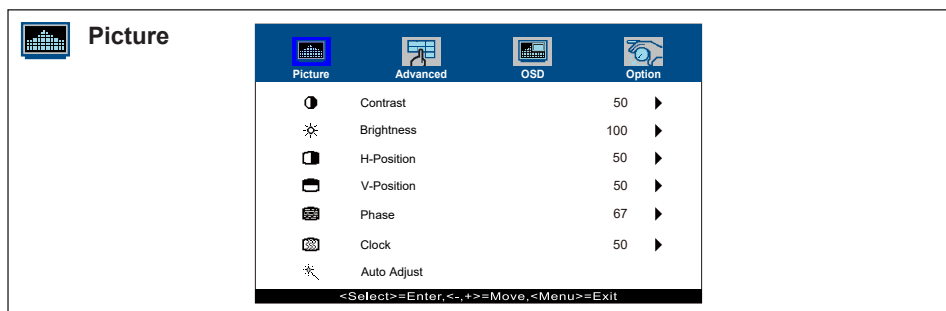 Picture
Picture Advanced OSD Option
Contrast 50
Brightness 100
H-Position 50
V-Position 50
Phase 67
Clock 50
Auto Adjust
<Select>=Enter,<-,+>=Move,<Menu>=Exit